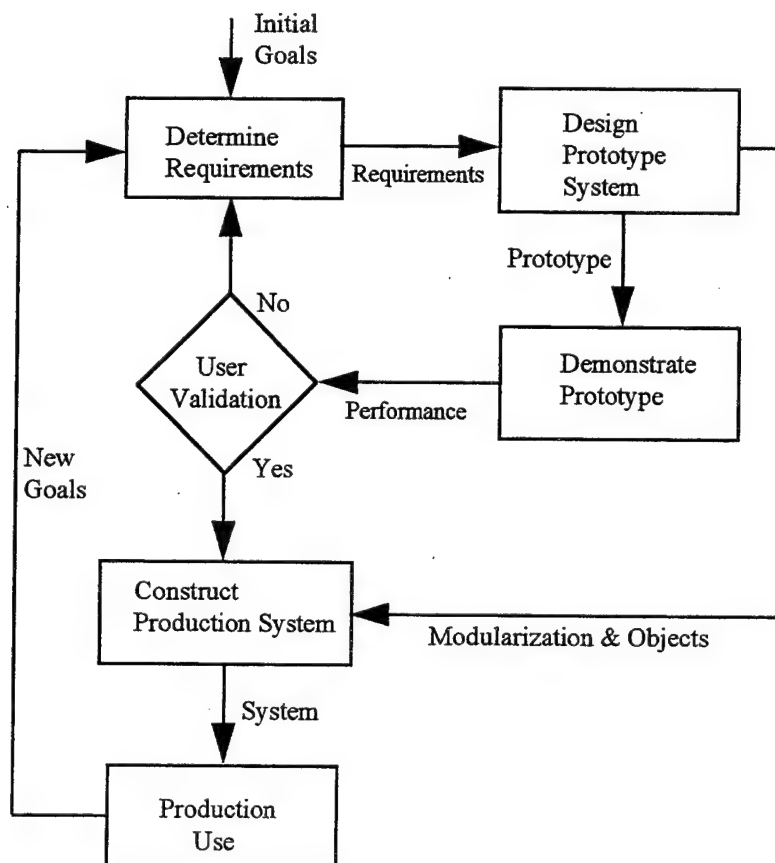 Initial
Goals
Determine
Requirements
Requirements
Design
Prototype
System
Prototype
No
User
Validation
Performance
Demonstrate
Prototype
Yes
New
Goals
Construct
Production System
Modularization & Objects
System
Production
Use